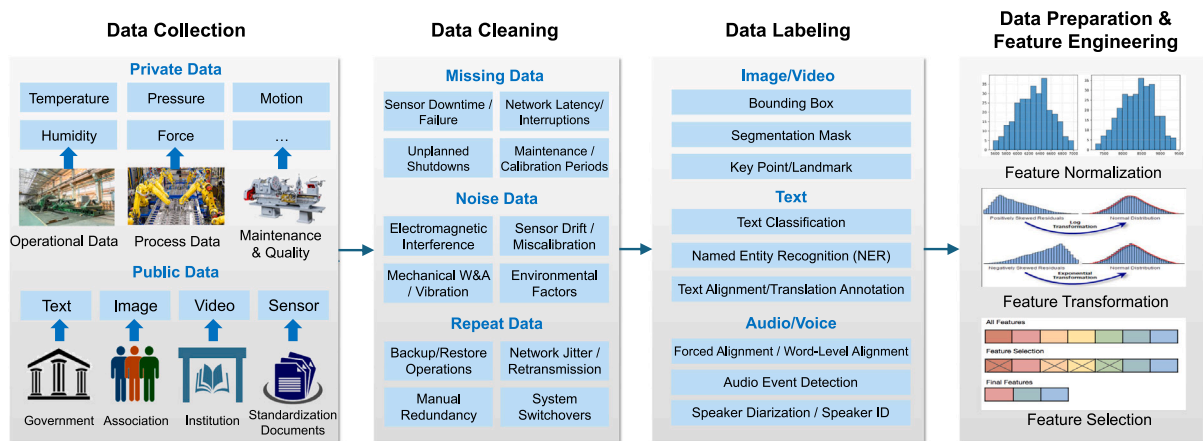 Data Collection
Private Data
Temperature
Pressure
Motion
Humidity
Force
...
Operational Data
Process Data
Maintenance
& Quality
Public Data
Text
Image
Video
Sensor
Government
Association
Institution
Standardization
Documents
Data Cleaning
Missing Data
Sensor Downtime /
Failure
Network Latency/
Interruptions
Unplanned
Shutdowns
Maintenance /
Calibration Periods
Noise Data
Electromagnetic
Interference
Sensor Drift /
Miscalibration
Mechanical W&A
/ Vibration
Environmental
Factors
Repeat Data
Backup/Restore
Operations
Network Jitter /
Retransmission
Manual
Redundancy
System
Switchovers
Data Labeling
Image/Video
Bounding Box
Segmentation Mask
Key Point/Landmark
Text
Text Classification
Named Entity Recognition (NER)
Text Alignment/Translation Annotation
Audio/Voice
Forced Alignment / Word-Level Alignment
Audio Event Detection
Speaker Diarization / Speaker ID
Data Preparation &
Feature Engineering
Feature Normalization
Positively Skewed Residuals
Normal Distribution
Log
Transformation
Negatively Skewed Residuals
Normal Distribution
Exponential
Transformation
Feature Transformation
All Features
Feature Selection
Final Features
Feature Selection